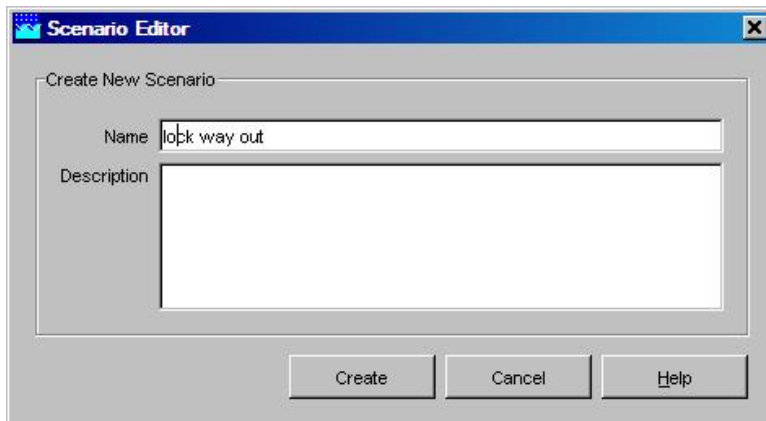 Scenario Editor
Create New Scenario
Name lock way out
Description
Create Cancel Help